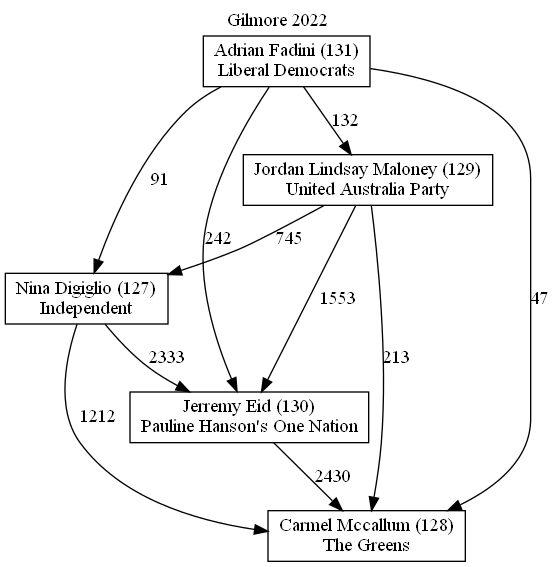 Gilmore 2022
Adrian Fadini (131)
Liberal Democrats
132
Jordan Lindsay Maloney (129)
United Australia Party
91
242
745
Nina Digiglio (127)
Independent
1553
47
2333
213
Jerremy Eid (130)
Pauline Hanson's One Nation
1212
2430
Carmel Mccallum (128)
The Greens